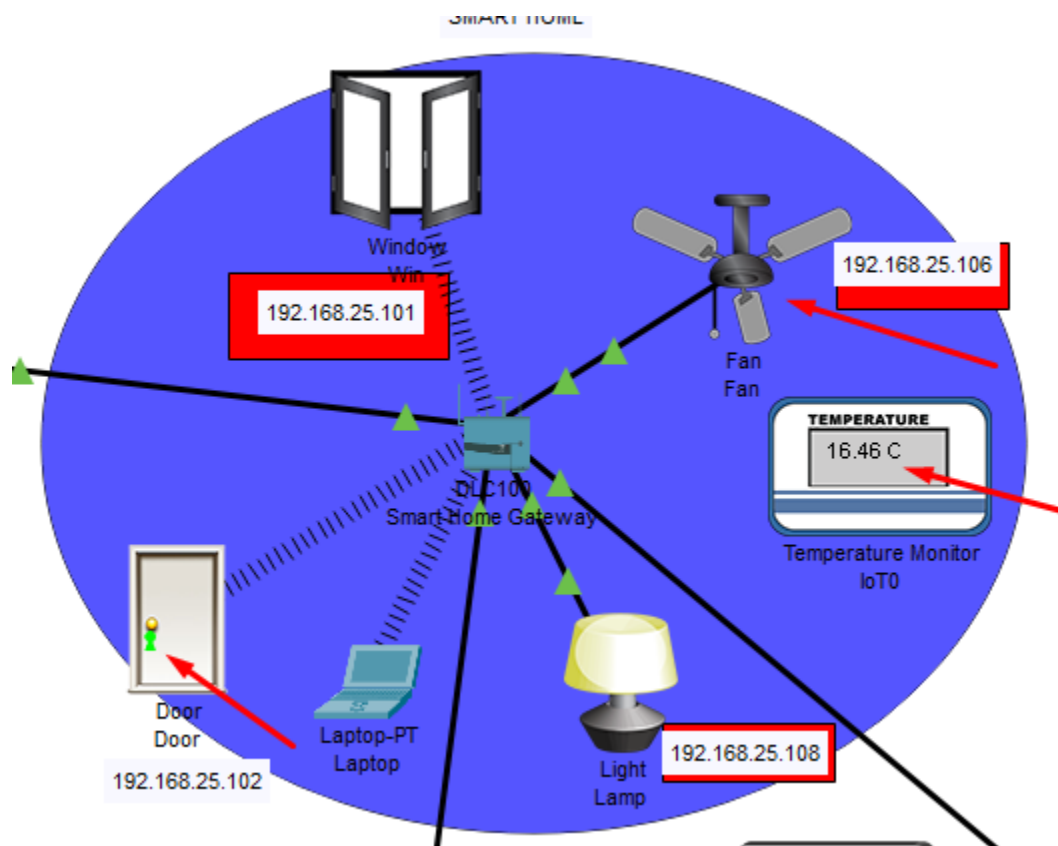 SMART HOME
Window
Win
192.168.25.101
192.168.25.106
Fan
Fan
TEMPERATURE
16.46 C
Temperature Monitor
IoT0
DLC100
Smart Home Gateway
Door
Door
192.168.25.102
Laptop-PT
Laptop
Light
Lamp
192.168.25.108